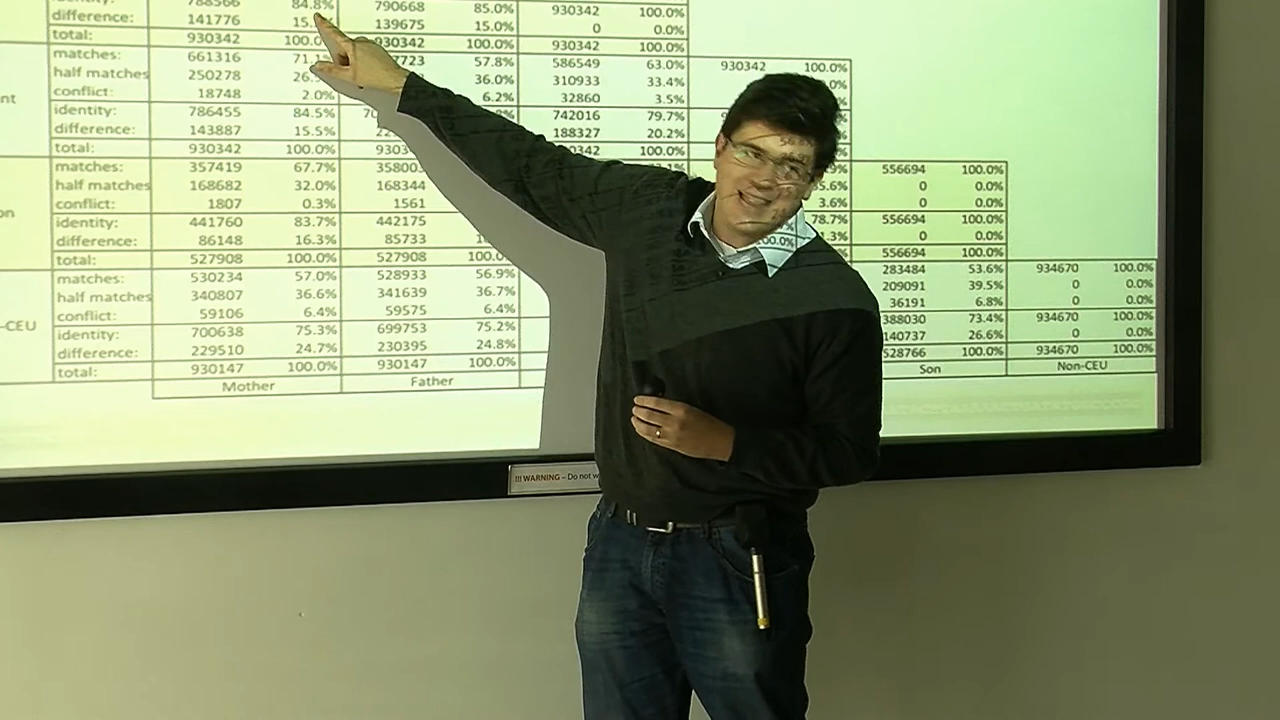 788566 84.8% 790668 85.0% 930342 100.0%
difference: 141776 139675 15.0% 0 0.0%
total: 930342 930342 100.0% 930342 100.0%
matches: 661316 57.8% 586549 63.0% 930342 100.0%
half matches 250278 36.0% 310933 33.4%
conflict: 18748 2.0% 6.2% 32860 3.5%
identity: 786455 84.5% 742016 79.7%
difference: 143887 15.5% 188327 20.2%
total: 930342 100.0%
matches: 357419 67.7% 556694 100.0%
half matches 168682 32.0% 168344 0 0.0%
conflict: 1807 0.3% 1561 3.6% 0 0.0%
identity: 441760 83.7% 442175 78.7% 556694 100.0%
difference: 86148 16.3% 85733 0 0.0%
total: 527908 100.0% 527908 556694 100.0%
matches: 530234 57.0% 528933 56.9% 283484 53.6% 934670 100.0%
half matches 340807 36.6% 341639 36.7% 209091 39.5% 0 0.0%
conflict: 59106 6.4% 59575 6.4% 36191 6.8% 0 0.0%
-CEU identity: 700638 75.3% 699753 75.2% 388030 73.4% 934670 100.0%
difference: 229510 24.7% 230395 24.8% 140737 26.6% 0 0.0%
total: 930147 100.0% 930147 100.0% 528766 100.0% 934670 100.0%
Mother Father Son Non-CEU
!!! WARNING – Do not w